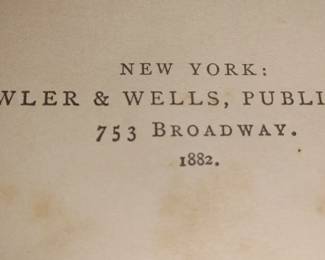 NEW YORK:
WLER & WELLS, PUBLI
753 BROADWAY.
1882.